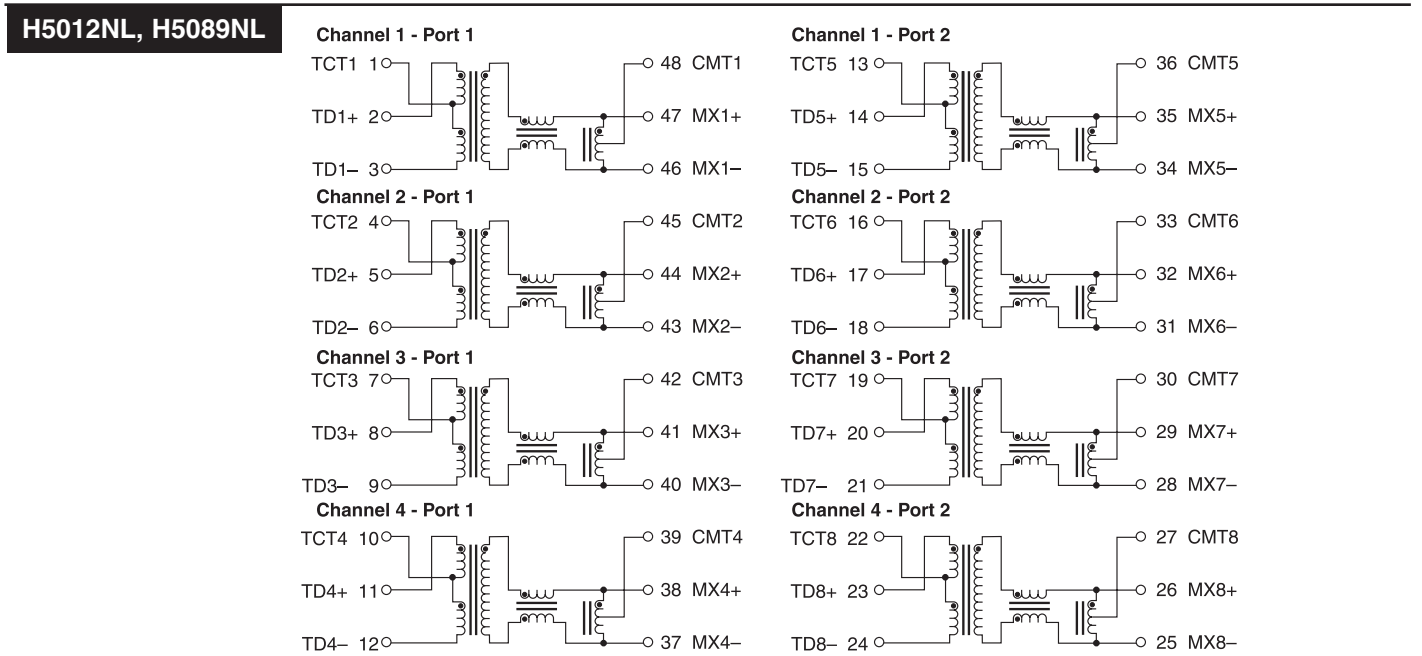 H5012NL, H5089NL
Channel 1 - Port 1
TCT1 1
48 CMT1
TD1+ 2
47 MX1+
TD1– 3
46 MX1–
Channel 2 - Port 1
TCT2 4
45 CMT2
TD2+ 5
44 MX2+
TD2– 6
43 MX2–
Channel 3 - Port 1
TCT3 7
42 CMT3
TD3+ 8
41 MX3+
TD3– 9
40 MX3–
Channel 4 - Port 1
TCT4 10
39 CMT4
TD4+ 11
38 MX4+
TD4– 12
37 MX4–
Channel 1 - Port 2
TCT5 13
36 CMT5
TD5+ 14
35 MX5+
TD5– 15
34 MX5–
Channel 2 - Port 2
TCT6 16
33 CMT6
TD6+ 17
32 MX6+
TD6– 18
31 MX6–
Channel 3 - Port 2
TCT7 19
30 CMT7
TD7+ 20
29 MX7+
TD7– 21
28 MX7–
Channel 4 - Port 2
TCT8 22
27 CMT8
TD8+ 23
26 MX8+
TD8– 24
25 MX8–